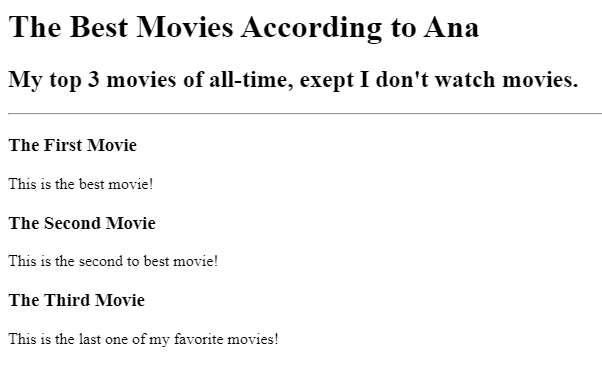 The Best Movies According to Ana
My top 3 movies of all-time, exept I don't watch movies.
The First Movie
This is the best movie!
The Second Movie
This is the second to best movie!
The Third Movie
This is the last one of my favorite movies!